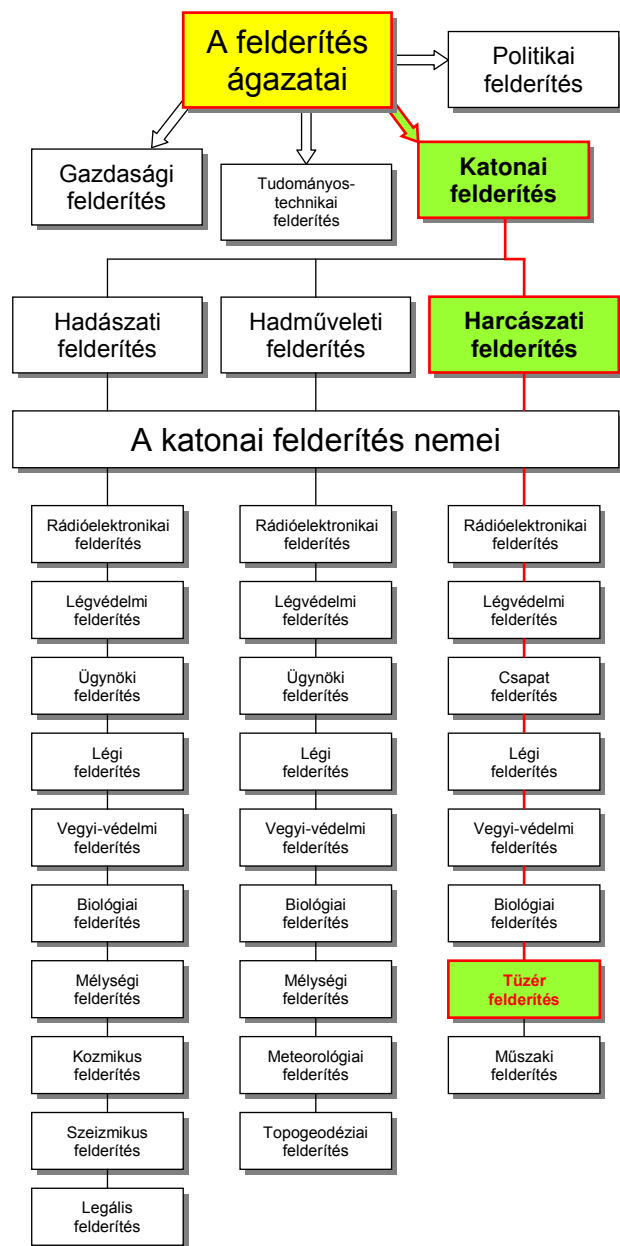 A felderítés
ágazatai
Politikai
felderítés
Gazdasági
felderítés
Tudományos-
technikai
felderítés
Katonai
felderítés
Hadászati
felderítés
Hadműveleti
felderítés
Harcászati
felderítés
A katonai felderítés nemei
Rádióelektronikai
felderítés
Légvédelmi
felderítés
Ügynöki
felderítés
Légi
felderítés
Vegyi-védelmi
felderítés
Biológiai
felderítés
Mélységi
felderítés
Kozmikus
felderítés
Szeizmikus
felderítés
Legális
felderítés
Rádióelektronikai
felderítés
Légvédelmi
felderítés
Ügynöki
felderítés
Légi
felderítés
Vegyi-védelmi
felderítés
Biológiai
felderítés
Mélységi
felderítés
Meteorológiai
felderítés
Topogeodéziai
felderítés
Rádióelektronikai
felderítés
Légvédelmi
felderítés
Csapat
felderítés
Légi
felderítés
Vegyi-védelmi
felderítés
Biológiai
felderítés
Tüzér
felderítés
Műszaki
felderítés